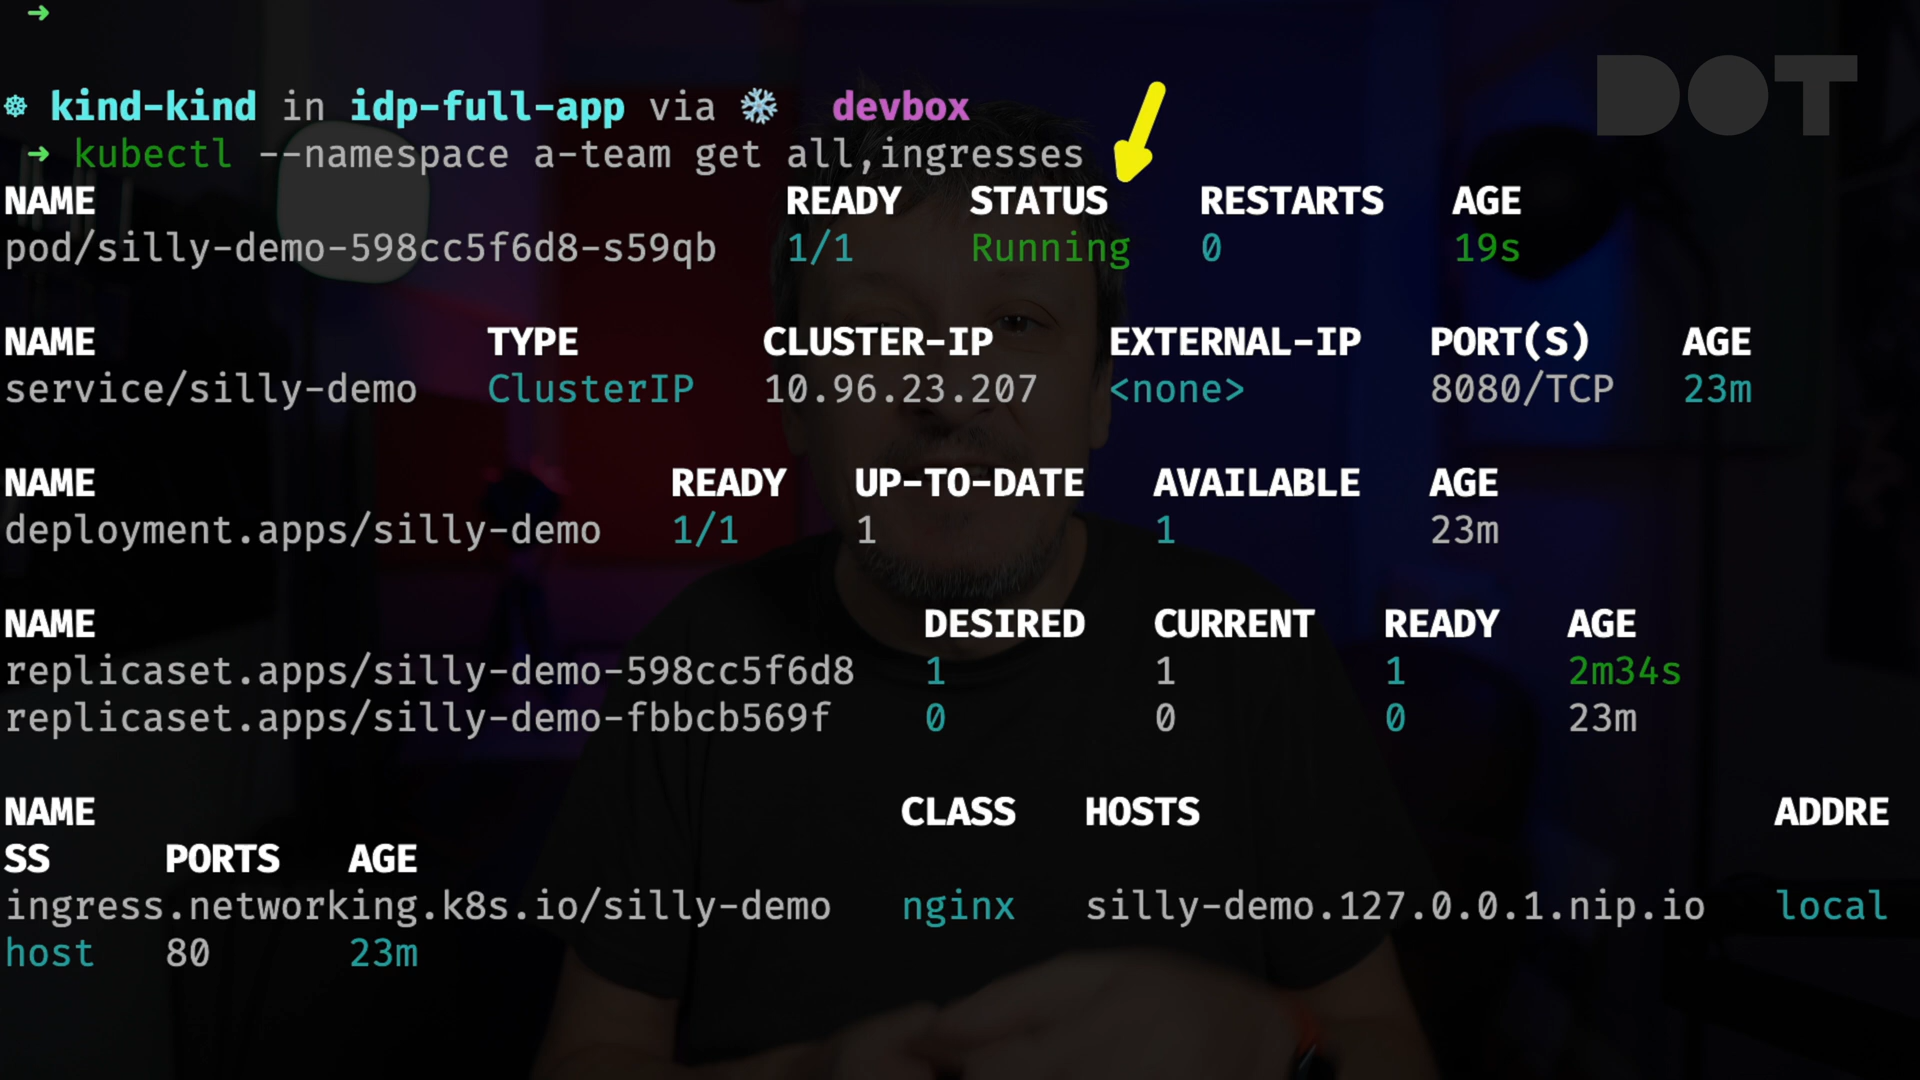 ➜
☸ kind-kind in idp-full-app via ❄ devbox
➜ kubectl --namespace a-team get all,ingresses
NAME READY STATUS RESTARTS AGE
pod/silly-demo-598cc5f6d8-s59qb 1/1 Running 0 19s
NAME TYPE CLUSTER-IP EXTERNAL-IP PORT(S) AGE
service/silly-demo ClusterIP 10.96.23.207 <none> 8080/TCP 23m
NAME READY UP-TO-DATE AVAILABLE AGE
deployment.apps/silly-demo 1/1 1 1 23m
NAME DESIRED CURRENT READY AGE
replicaset.apps/silly-demo-598cc5f6d8 1 1 1 2m34s
replicaset.apps/silly-demo-fbbcb569f 0 0 0 23m
NAME CLASS HOSTS ADDRE
SS PORTS AGE
ingress.networking.k8s.io/silly-demo nginx silly-demo.127.0.0.1.nip.io local
host 80 23m
DOT